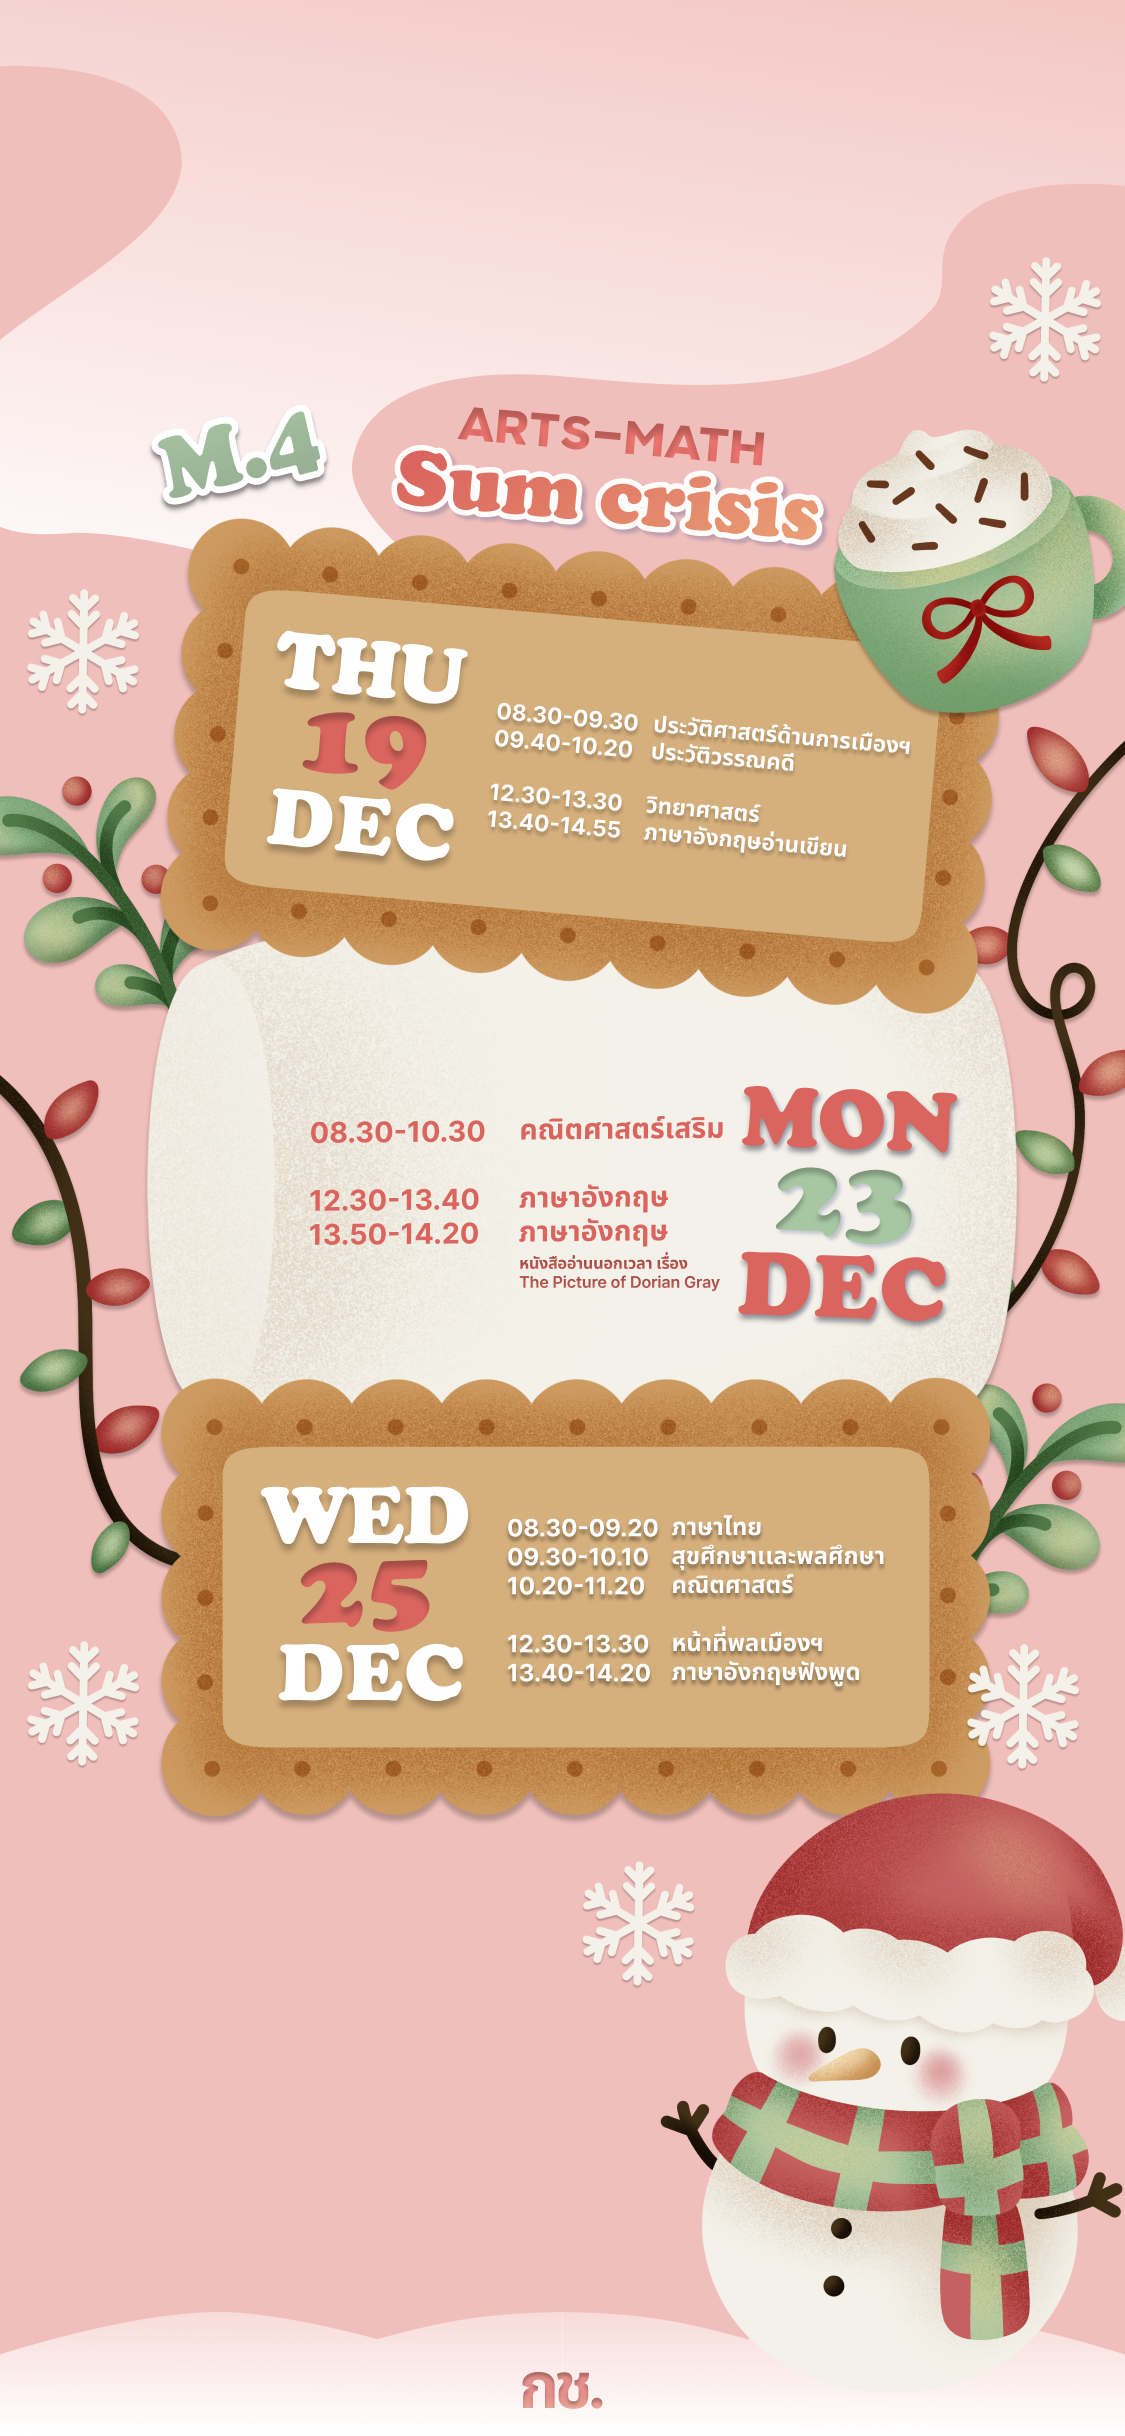 M.4
ARTS-MATH
Sum crisis
THU
19
DEC
08.30-09.30 ประวัติศาสตร์ด้านการเมืองฯ
09.40-10.20 ประวัติวรรณคดี
12.30-13.30 วิทยาศาสตร์
13.40-14.55 ภาษาอังกฤษอ่านเขียน
MON
23
DEC
08.30-10.30 คณิตศาสตร์เสริม
12.30-13.40 ภาษาอังกฤษ
13.50-14.20 ภาษาอังกฤษ
หนังสืออ่านนอกเวลา เรื่อง
The Picture of Dorian Gray
WED
25
DEC
08.30-09.20 ภาษาไทย
09.30-10.10 สุขศึกษาและพลศึกษา
10.20-11.20 คณิตศาสตร์
12.30-13.30 หน้าที่พลเมืองฯ
13.40-14.20 ภาษาอังกฤษฟังพูด
กช.